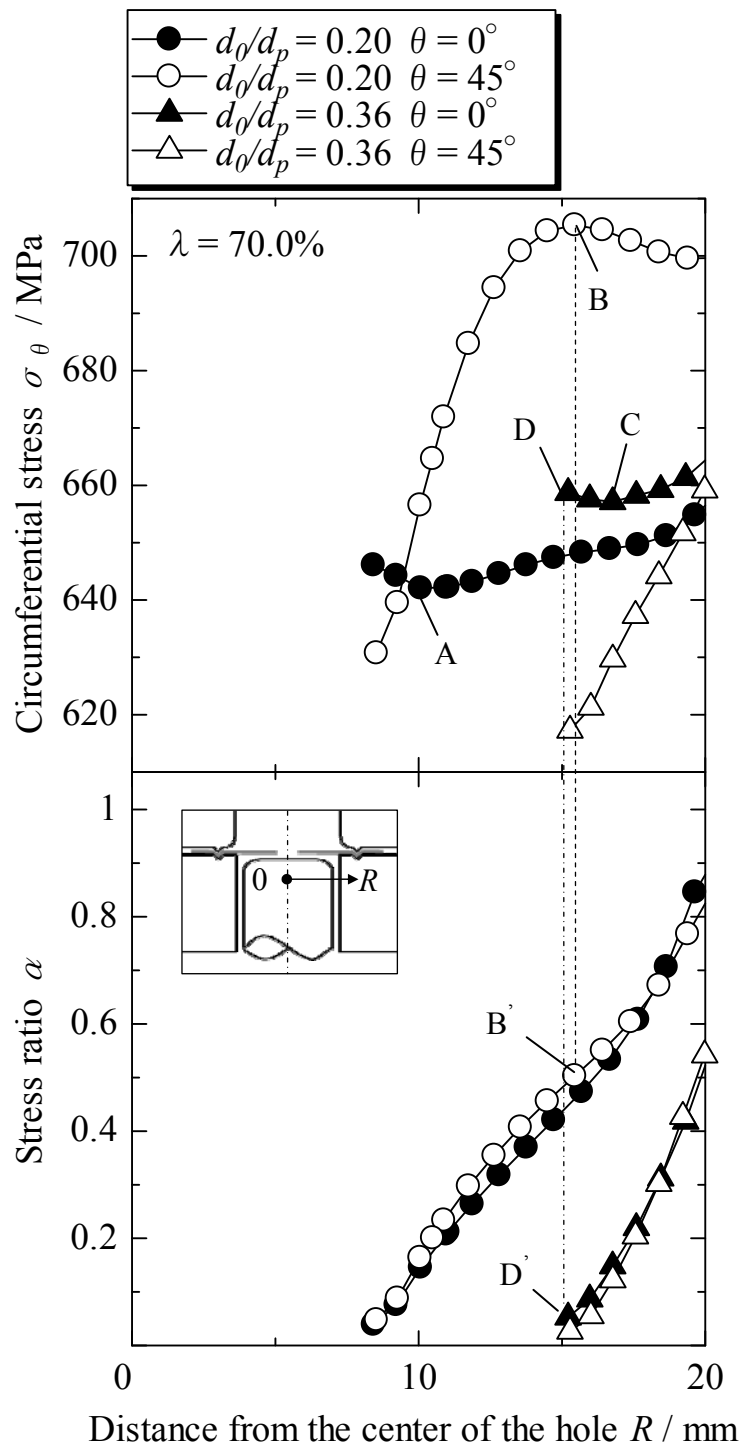 d₀/dₚ = 0.20 θ = 0°
d₀/dₚ = 0.20 θ = 45°
d₀/dₚ = 0.36 θ = 0°
d₀/dₚ = 0.36 θ = 45°
λ = 70.0%
700
680
660
640
620
Circumferential stress σ θ / MPa
B
D
C
A
1
0.8
0.6
0.4
0.2
Stress ratio α
0
R
B’
D’
0
10
20
Distance from the center of the hole R / mm